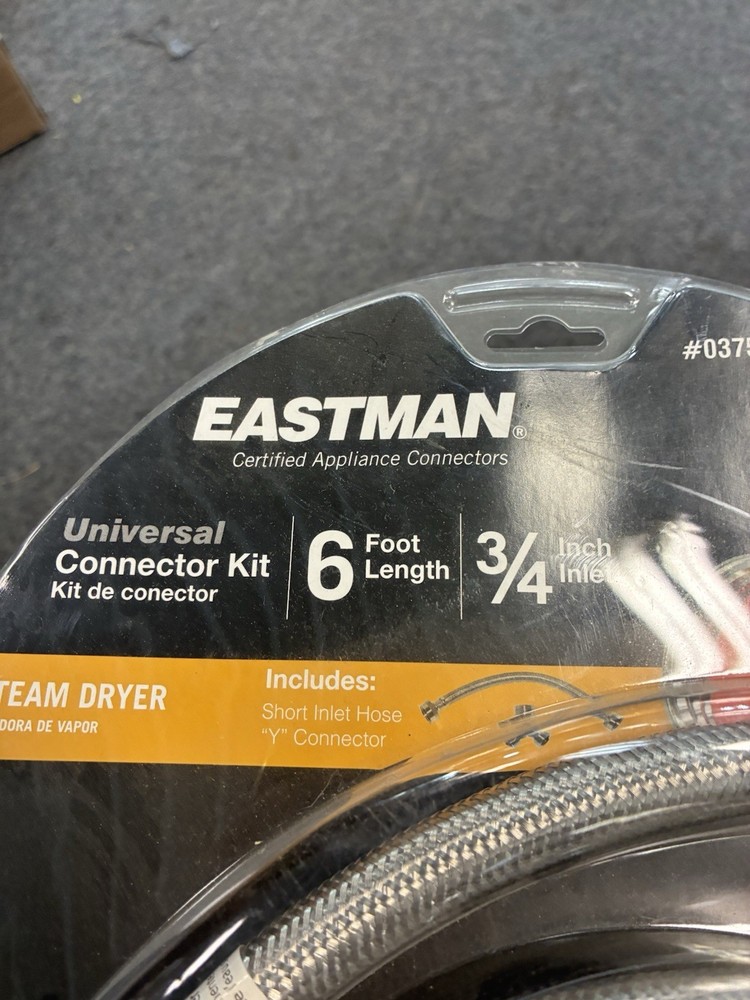 #0375
EASTMAN®
Certified Appliance Connectors
Universal
Connector Kit
Kit de conector
6 Foot
Length
3/4 Inch
Inlet
TEAM DRYER
DORA DE VAPOR
Includes:
Short Inlet Hose
“Y” Connector